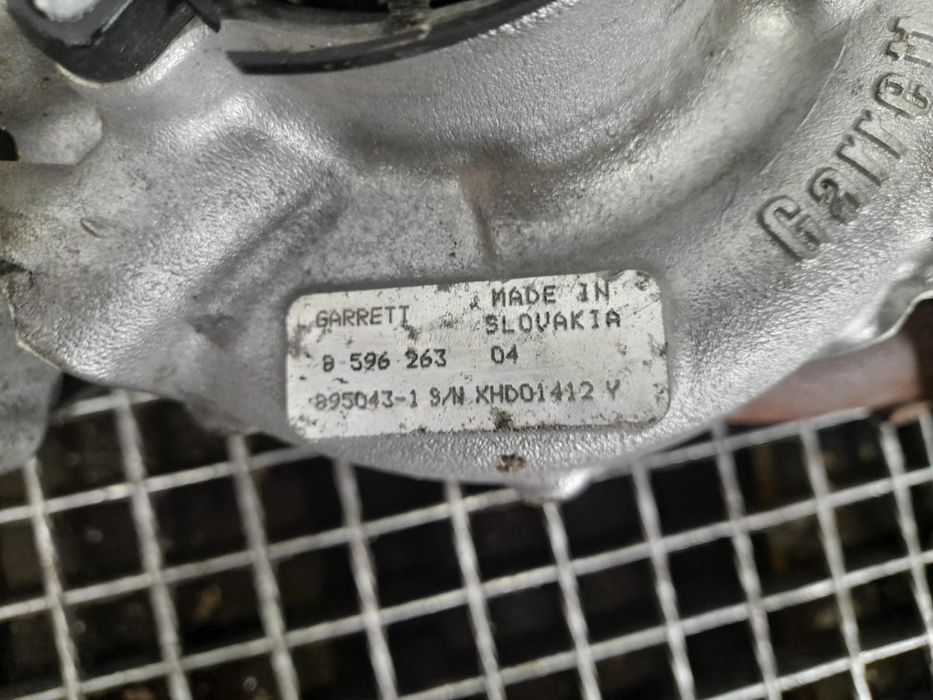 Garrett
GARRETT
MADE IN
SLOVAKIA
8 596 263 04
895043-1 S/N XHD01412 Y